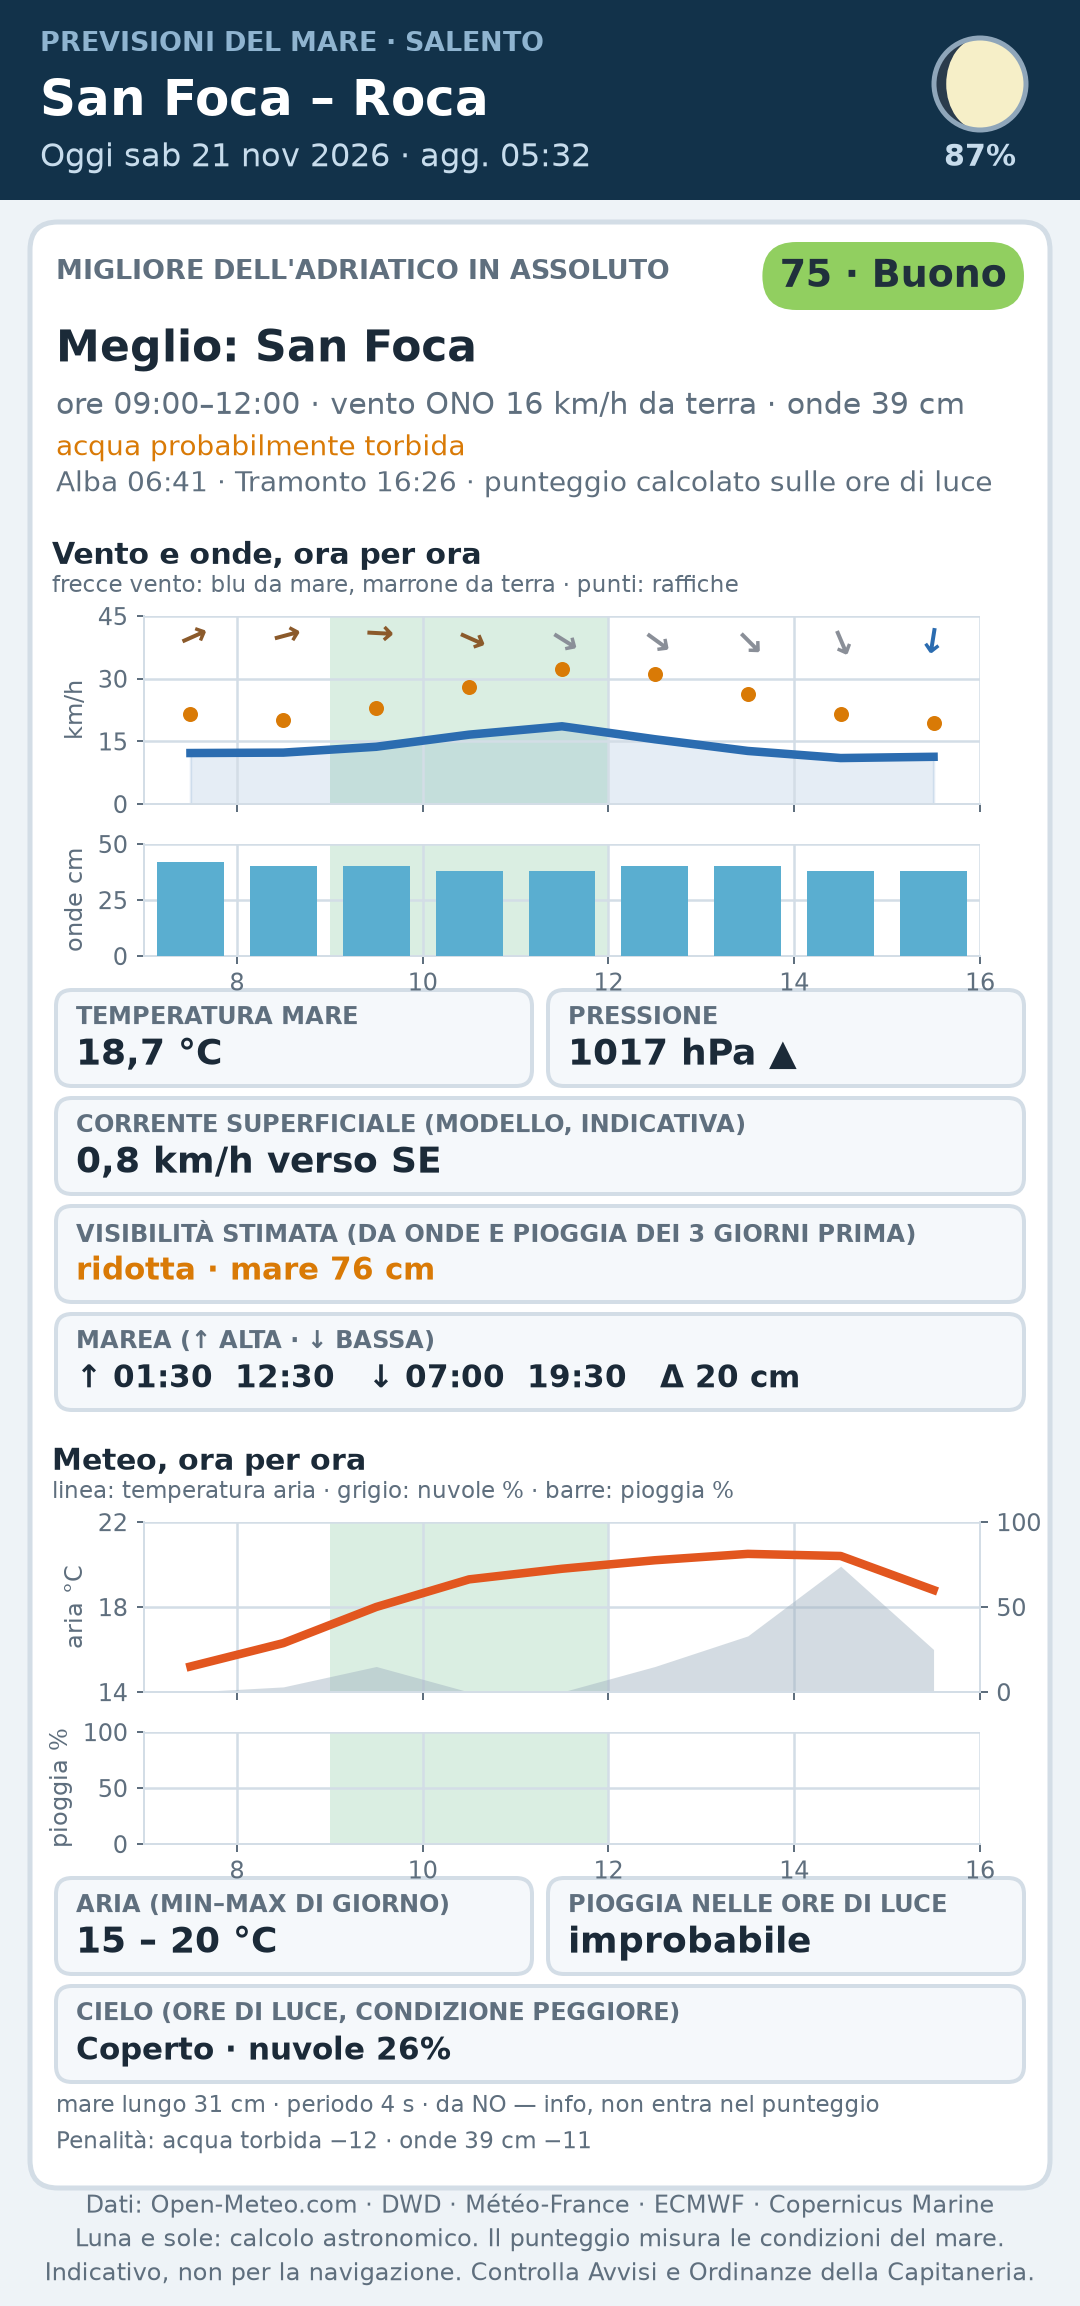 PREVISIONI DEL MARE · SALENTO
San Foca – Roca
Oggi sab 21 nov 2026 · agg. 05:32
87%
MIGLIORE DELL'ADRIATICO IN ASSOLUTO
75 · Buono
Meglio: San Foca
ore 09:00–12:00 · vento ONO 16 km/h da terra · onde 39 cm
acqua probabilmente torbida
Alba 06:41 · Tramonto 16:26 · punteggio calcolato sulle ore di luce
Vento e onde, ora per ora
frecce vento: blu da mare, marrone da terra · punti: raffiche
45
30
15
0
km/h
50
25
0
onde cm
8 10 12 14 16
TEMPERATURA MARE
18,7 °C
PRESSIONE
1017 hPa ▲
CORRENTE SUPERFICIALE (MODELLO, INDICATIVA)
0,8 km/h verso SE
VISIBILITÀ STIMATA (DA ONDE E PIOGGIA DEI 3 GIORNI PRIMA)
ridotta · mare 76 cm
MAREA (↑ ALTA · ↓ BASSA)
↑ 01:30 12:30 ↓ 07:00 19:30 Δ 20 cm
Meteo, ora per ora
linea: temperatura aria · grigio: nuvole % · barre: pioggia %
22
18
14
aria °C
100
50
0
100
50
0
pioggia %
8 10 12 14 16
ARIA (MIN–MAX DI GIORNO)
15 – 20 °C
PIOGGIA NELLE ORE DI LUCE
improbabile
CIELO (ORE DI LUCE, CONDIZIONE PEGGIORE)
Coperto · nuvole 26%
mare lungo 31 cm · periodo 4 s · da NO — info, non entra nel punteggio
Penalità: acqua torbida −12 · onde 39 cm −11
Dati: Open-Meteo.com · DWD · Météo-France · ECMWF · Copernicus Marine
Luna e sole: calcolo astronomico. Il punteggio misura le condizioni del mare.
Indicativo, non per la navigazione. Controlla Avvisi e Ordinanze della Capitaneria.